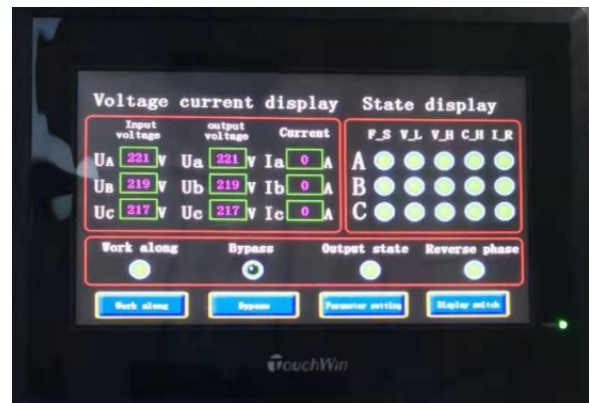 Voltage current display State display
Input voltage output voltage Current F_S V_L V_H C_H I_R
UA 221 V Ua 221 V Ia 0 A A
UB 219 V Ub 219 V Ib 0 A B
Uc 217 V Uc 217 V Ic 0 A C
Work along Bypass Output state Reverse phase
Work along Bypass Parameter setting Display switch
TouchWin